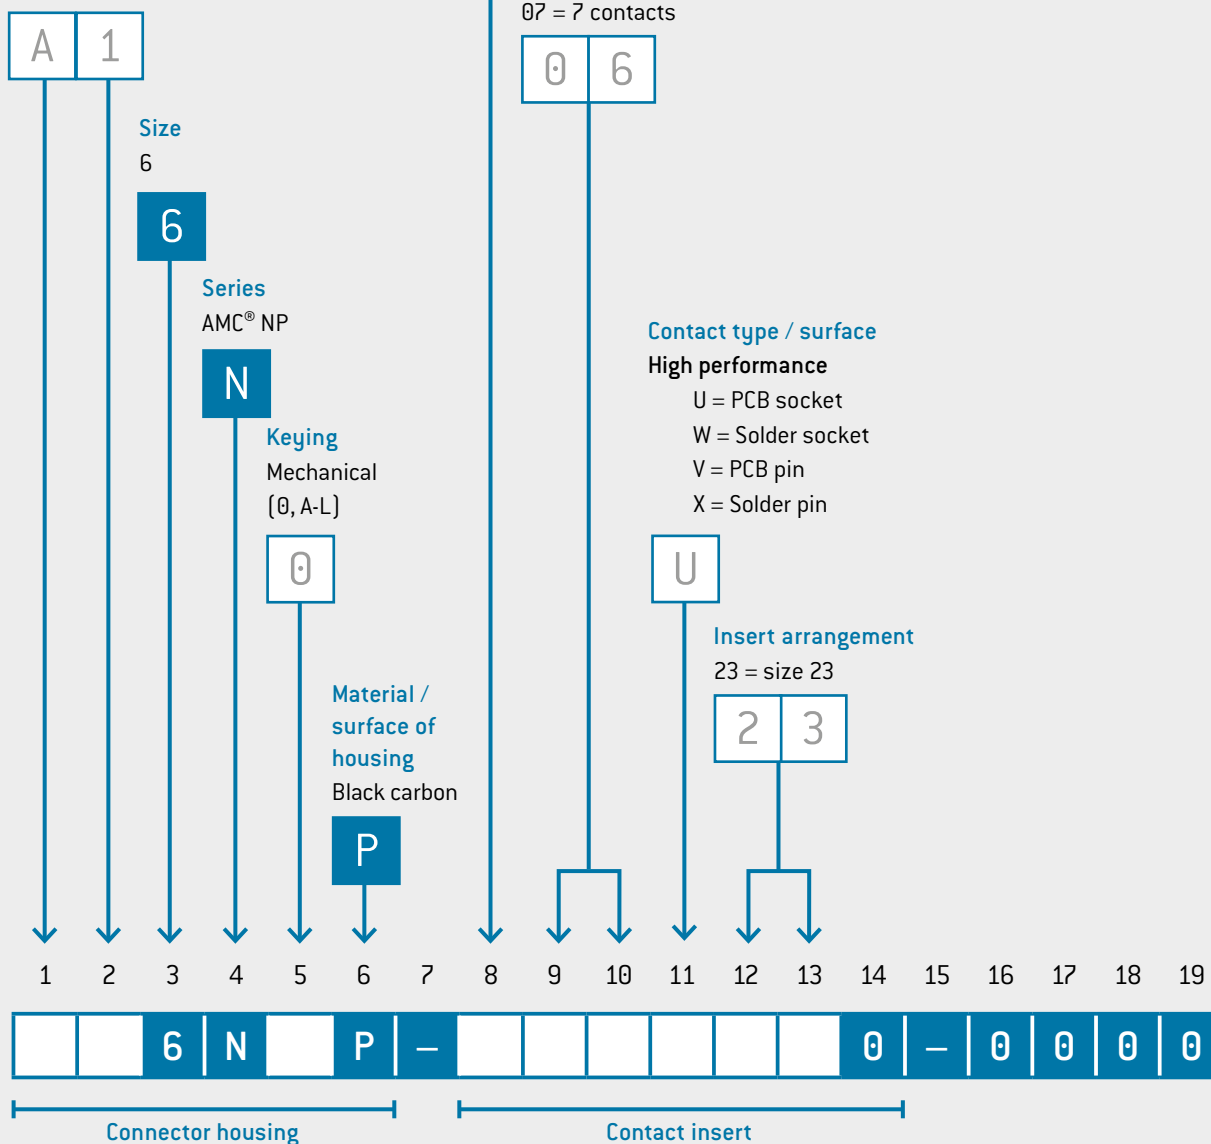 07 = 7 contacts
A 1
0 6
Size
6
6
Series
AMC® NP
N
Keying
Mechanical
(0, A-L)
0
Contact type / surface
High performance
U = PCB socket
W = Solder socket
V = PCB pin
X = Solder pin
U
Insert arrangement
23 = size 23
2 3
Material /
surface of
housing
Black carbon
P
1 2 3 4 5 6 7 8 9 10 11 12 13 14 15 16 17 18 19
6 N P – 0 – 0 0 0 0
Connector housing Contact insert